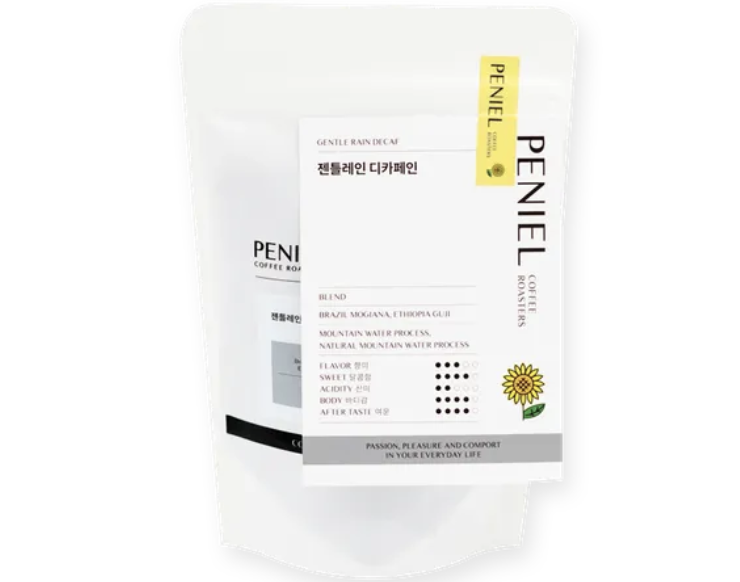 PENIEL
COFFEE
ROASTERS
GENTLE RAIN DECAF
젠틀레인 디카페인
PENIEL
COFFEE
ROASTERS
BLEND
BRAZIL MOGIANA, ETHIOPIA GUJI
MOUNTAIN WATER PROCESS,
NATURAL MOUNTAIN WATER PROCESS
FLAVOR 향미
SWEET 달콤함
ACIDITY 산미
BODY 바디감
AFTER TASTE 여운
PASSION, PLEASURE AND COMFORT
IN YOUR EVERYDAY LIFE
PENI
COFFEE ROA
젠틀레인